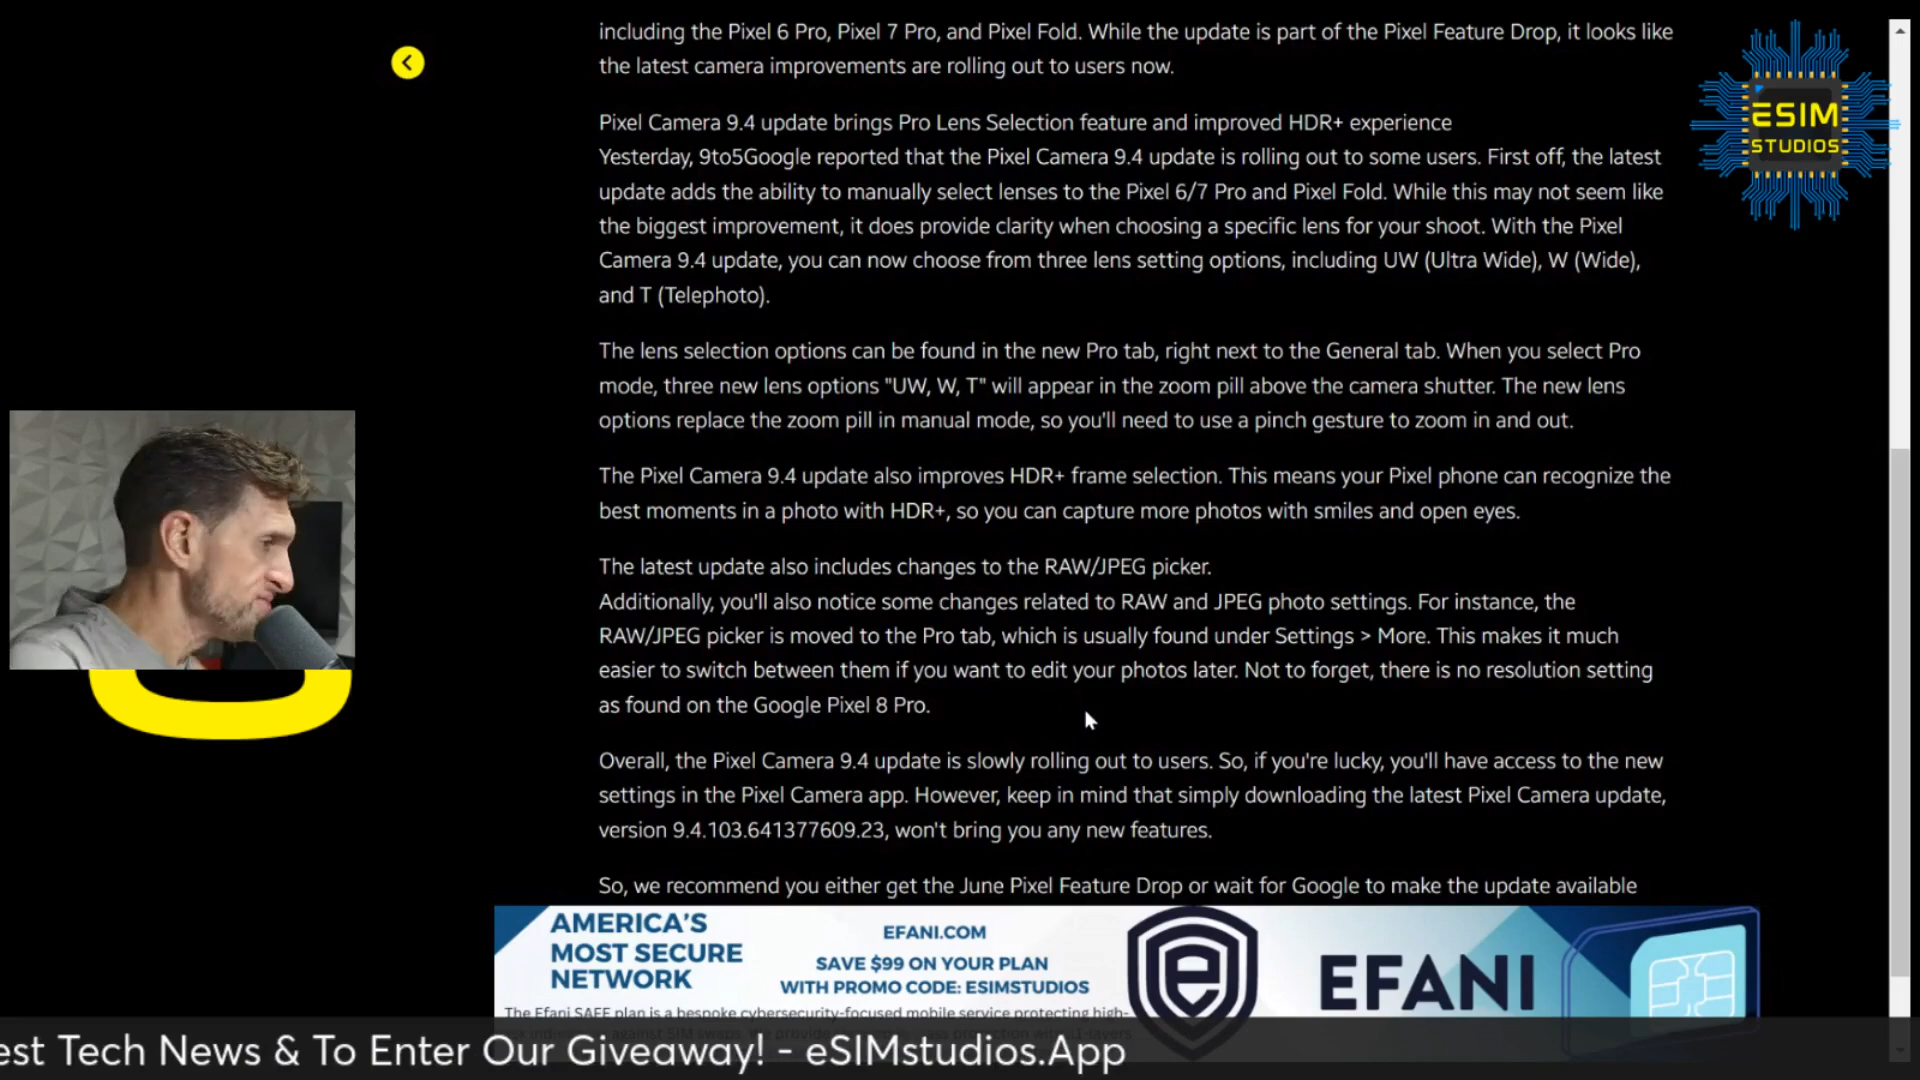 including the Pixel 6 Pro, Pixel 7 Pro, and Pixel Fold. While the update is part of the Pixel Feature Drop, it looks like
the latest camera improvements are rolling out to users now.
Pixel Camera 9.4 update brings Pro Lens Selection feature and improved HDR+ experience
Yesterday, 9to5Google reported that the Pixel Camera 9.4 update is rolling out to some users. First off, the latest
update adds the ability to manually select lenses to the Pixel 6/7 Pro and Pixel Fold. While this may not seem like
the biggest improvement, it does provide clarity when choosing a specific lens for your shoot. With the Pixel
Camera 9.4 update, you can now choose from three lens setting options, including UW (Ultra Wide), W (Wide),
and T (Telephoto).
The lens selection options can be found in the new Pro tab, right next to the General tab. When you select Pro
mode, three new lens options "UW, W, T" will appear in the zoom pill above the camera shutter. The new lens
options replace the zoom pill in manual mode, so you'll need to use a pinch gesture to zoom in and out.
The Pixel Camera 9.4 update also improves HDR+ frame selection. This means your Pixel phone can recognize the
best moments in a photo with HDR+, so you can capture more photos with smiles and open eyes.
The latest update also includes changes to the RAW/JPEG picker.
Additionally, you'll also notice some changes related to RAW and JPEG photo settings. For instance, the
RAW/JPEG picker is moved to the Pro tab, which is usually found under Settings > More. This makes it much
easier to switch between them if you want to edit your photos later. Not to forget, there is no resolution setting
as found on the Google Pixel 8 Pro.
Overall, the Pixel Camera 9.4 update is slowly rolling out to users. So, if you're lucky, you'll have access to the new
settings in the Pixel Camera app. However, keep in mind that simply downloading the latest Pixel Camera update,
version 9.4.103.641377609.23, won't bring you any new features.
So, we recommend you either get the June Pixel Feature Drop or wait for Google to make the update available
ESIM
STUDIOS
AMERICA'S
MOST SECURE
NETWORK
EFANI.COM
SAVE $99 ON YOUR PLAN
WITH PROMO CODE: ESIMSTUDIOS
EFANI
The Efani SAFE plan is a bespoke cybersecurity-focused mobile service protecting high-
est Tech News & To Enter Our Giveaway! - eSIMstudios.App